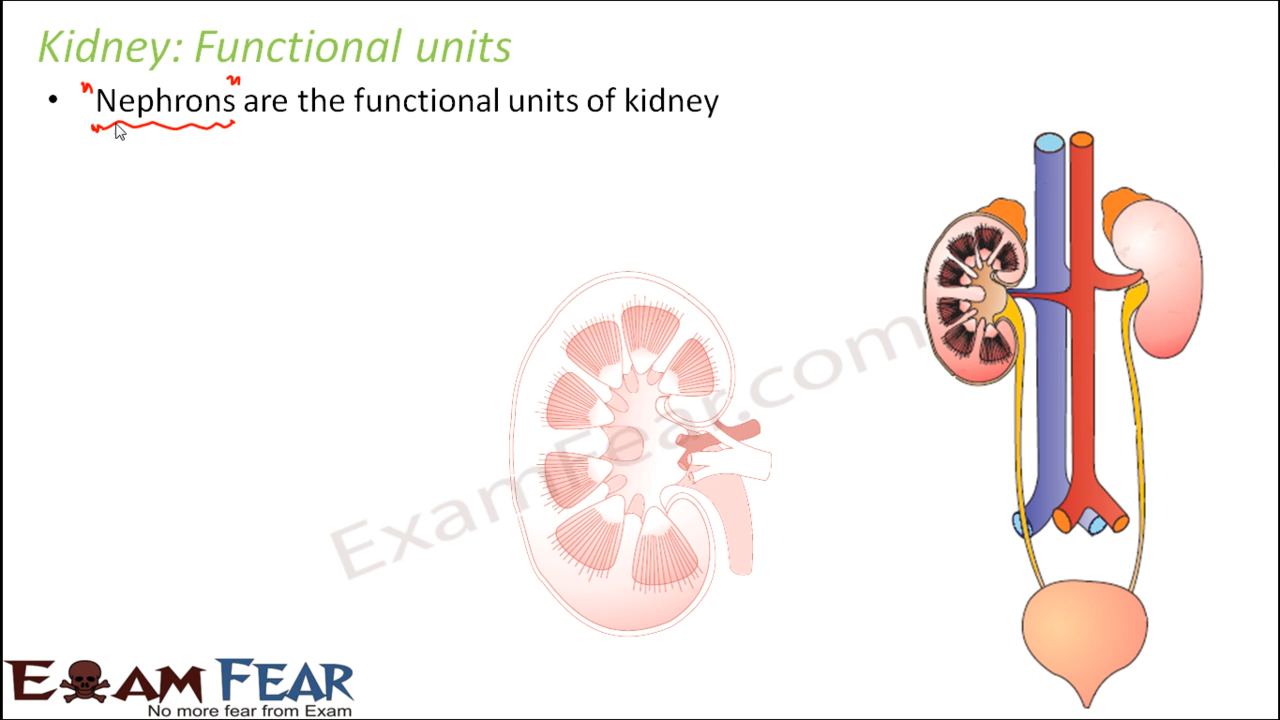 Kidney: Functional units
• "Nephrons" are the functional units of kidney
ExamFear.com
EXAM FEAR
No more fear from Exam